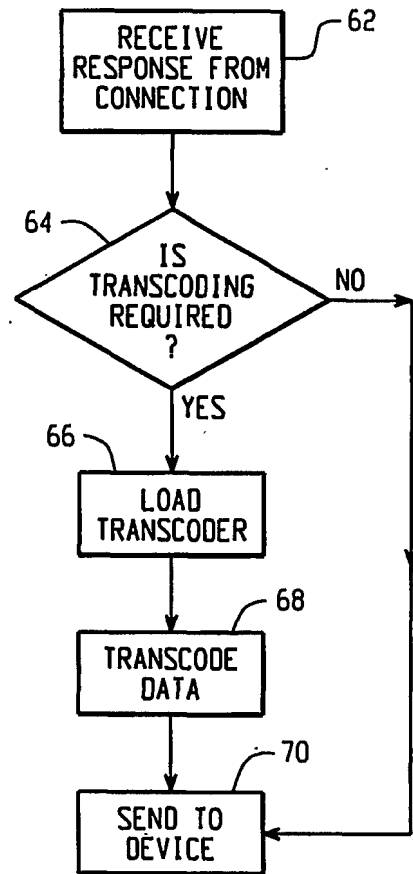 RECEIVE
RESPONSE FROM
CONNECTION
62
64
IS
TRANSCODING
REQUIRED
?
NO
YES
66
LOAD
TRANSCODER
68
TRANSCODE
DATA
70
SEND TO
DEVICE